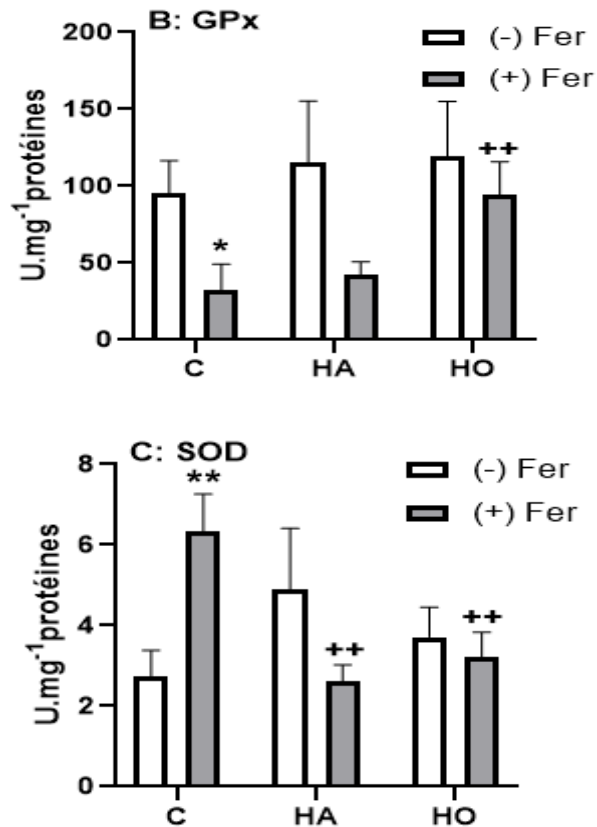 B: GPx
(-) Fer
(+) Fer
U.mg⁻¹protéines
200
150
100
50
0
*
++
C
HA
HO
C: SOD
(-) Fer
(+) Fer
U.mg⁻¹protéines
8
6
4
2
0
**
++
++
C
HA
HO